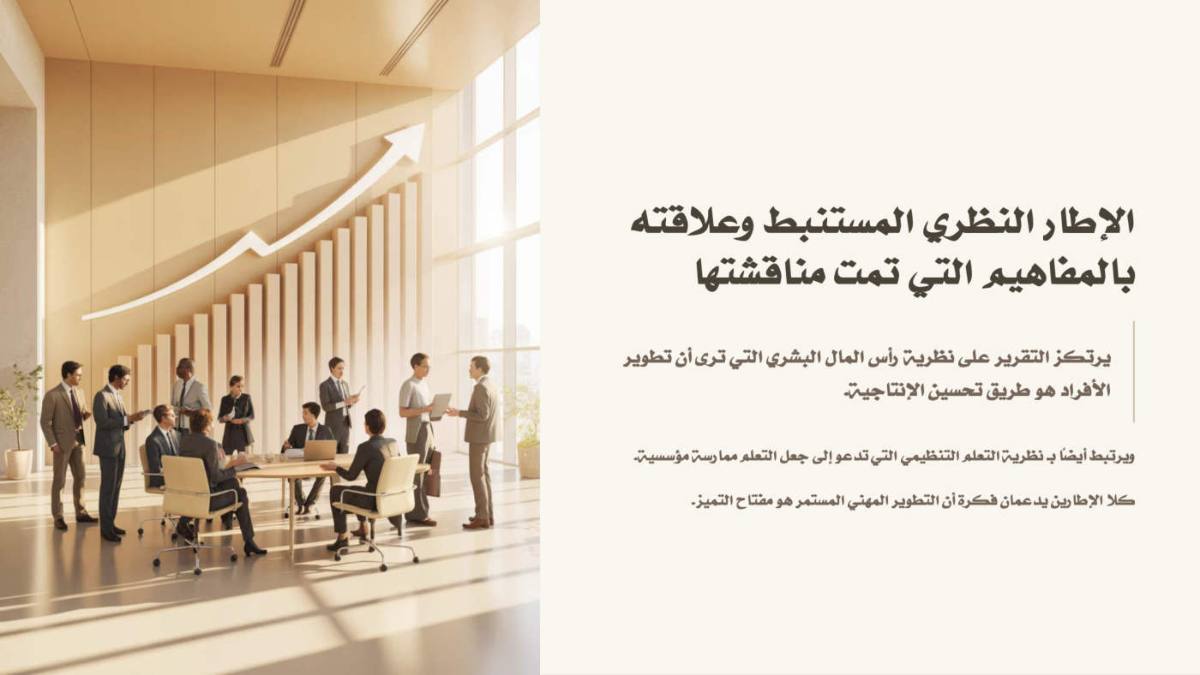 الإطار النظري المستنبط وعلاقته
بالمفاهيم التي تمت مناقشتها
يرتكز التقرير على نظرية رأس المال البشري التي ترى أن تطوير
الأفراد هو طريق تحسين الإنتاجية.
ويرتبط أيضًا بـ نظرية التعلم التنظيمي التي تدعو إلى جعل التعلم ممارسة مؤسسية.
كلا الإطارين يدعمان فكرة أن التطوير المهني المستمر هو مفتاح التميز.